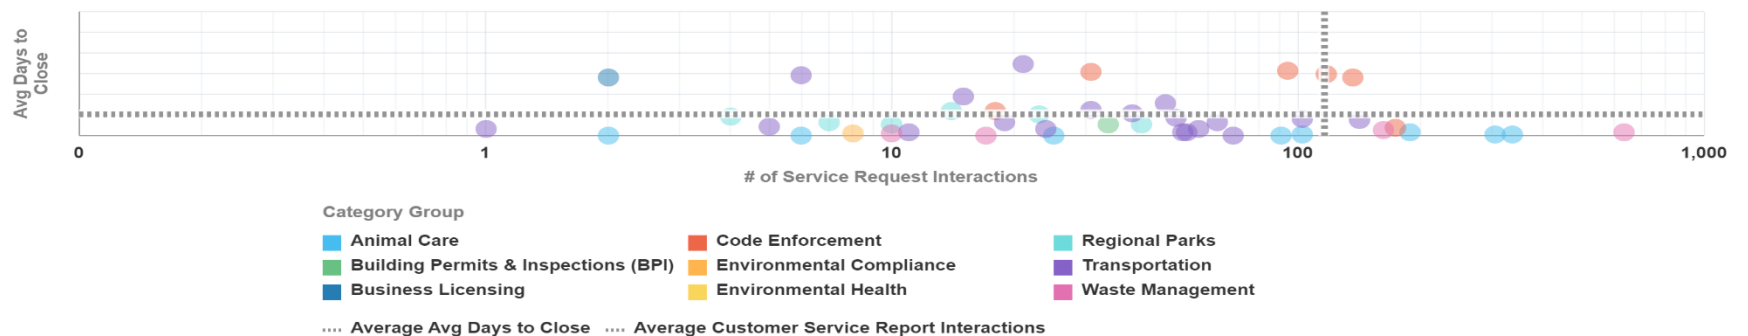 Avg Days to
Close
0 1 10 100 1,000
# of Service Request Interactions
Category Group
Animal Care Code Enforcement Regional Parks
Building Permits & Inspections (BPI) Environmental Compliance Transportation
Business Licensing Environmental Health Waste Management
Average Avg Days to Close Average Customer Service Report Interactions